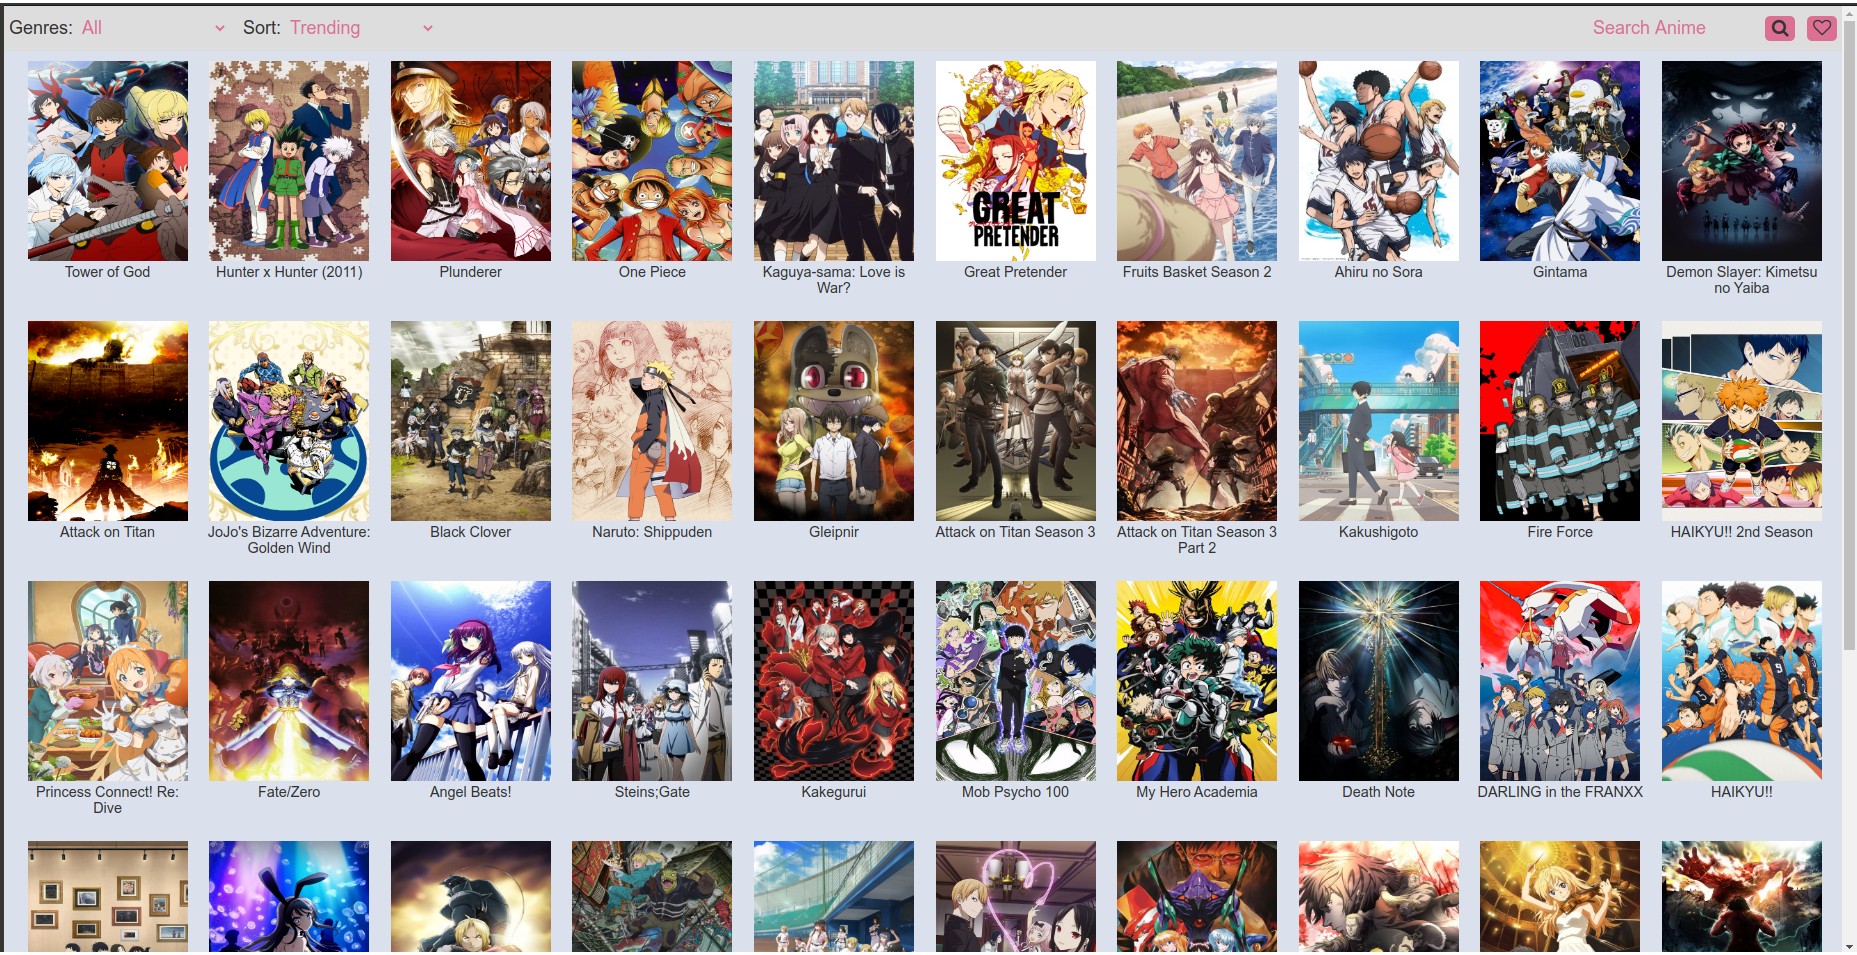 Genres: All Sort: Trending Search Anime
GREAT
PRETENDER
Tower of God
Hunter x Hunter (2011)
Plunderer
One Piece
Kaguya-sama: Love is
War?
Great Pretender
Fruits Basket Season 2
Ahiru no Sora
Gintama
Demon Slayer: Kimetsu
no Yaiba
Attack on Titan
JoJo's Bizarre Adventure:
Golden Wind
Black Clover
Naruto: Shippuden
Gleipnir
Attack on Titan Season 3
Attack on Titan Season 3
Part 2
Kakushigoto
Fire Force
HAIKYU!! 2nd Season
Princess Connect! Re:
Dive
Fate/Zero
Angel Beats!
Steins;Gate
Kakegurui
Mob Psycho 100
My Hero Academia
Death Note
DARLING in the FRANXX
HAIKYU!!